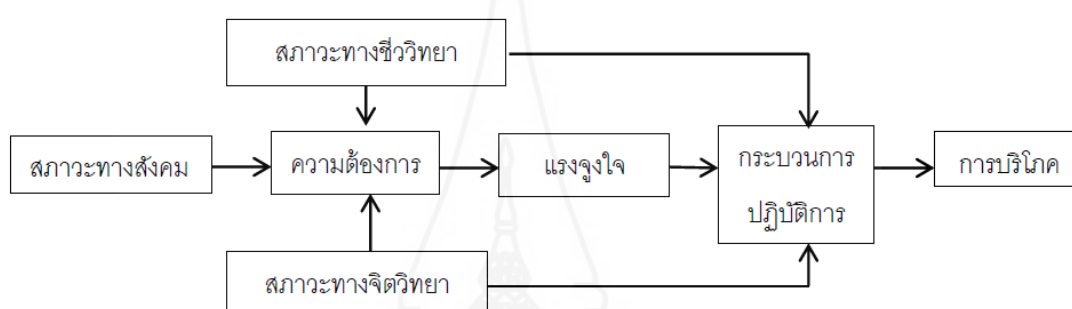 สภาวะทางชีววิทยา
สภาวะทางสังคม
ความต้องการ
แรงจูงใจ
กระบวนการ
ปฏิบัติการ
การบริโภค
สภาวะทางจิตวิทยา